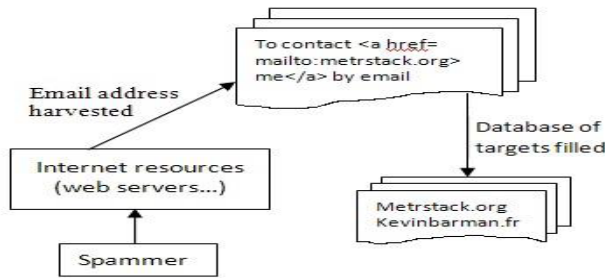 To contact <a href=
mailto:metrstack.org>
me</a> by email
Email address
harvested
Database of
targets filled
Internet resources
(web servers...)
Metrstack.org
Kevinbarman.fr
Spammer